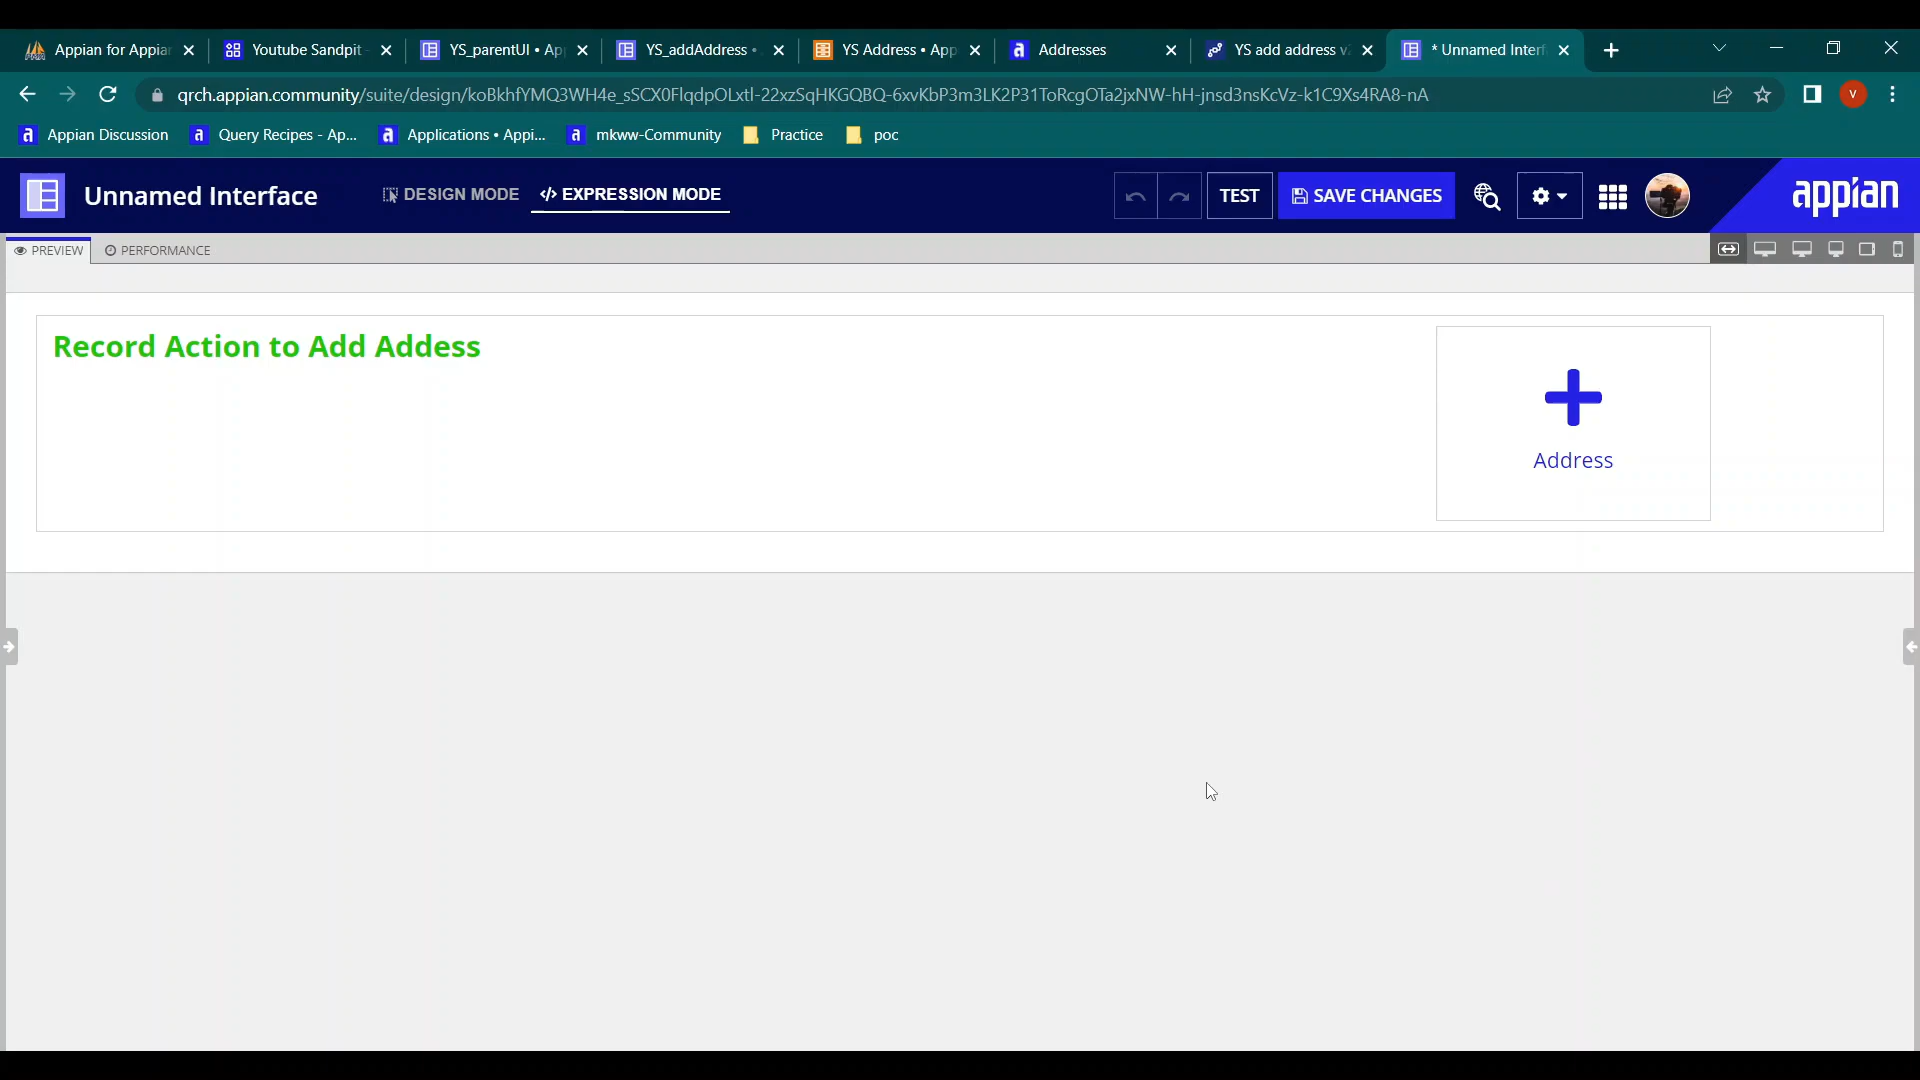 Appian for Appian
Youtube Sandpit -
YS_parentUI • Ap
YS_addAddress •
YS Address • App
Addresses
YS add address v
* Unnamed Interf
qrch.appian.community/suite/design/koBkhfYMQ3WH4e_sSCX0FlqdpOLxtl-22xzSqHKGQBQ-6xvKbP3m3LK2P31ToRcgOTa2jxNW-hH-jnsd3nsKcVz-k1C9Xs4RA8-nA
V
Appian Discussion
Query Recipes - Ap...
Applications • Appi...
mkww-Community
Practice
poc
Unnamed Interface
DESIGN MODE
EXPRESSION MODE
TEST
SAVE CHANGES
appian
PREVIEW
PERFORMANCE
Record Action to Add Addess
Address